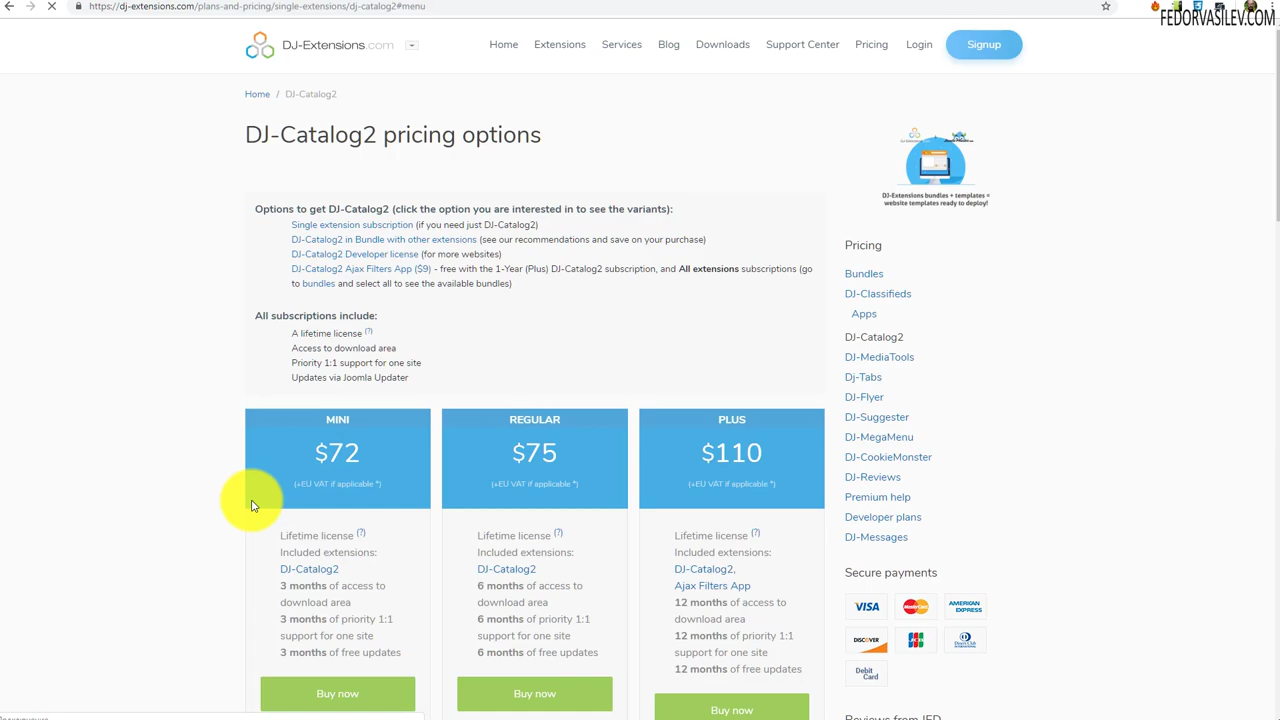 https://dj-extensions.com/plans-and-pricing/single-extensions/dj-catalog2#menu
FEDORVASILEV.COM
DJ-Extensions.com
Home
Extensions
Services
Blog
Downloads
Support Center
Pricing
Login
Signup
Home / DJ-Catalog2
DJ-Catalog2 pricing options
Options to get DJ-Catalog2 (click the option you are interested in to see the variants):
Single extension subscription (if you need just DJ-Catalog2)
DJ-Catalog2 in Bundle with other extensions (see our recommendations and save on your purchase)
DJ-Catalog2 Developer license (for more websites)
DJ-Catalog2 Ajax Filters App ($9) - free with the 1-Year (Plus) DJ-Catalog2 subscription, and All extensions subscriptions (go
to bundles and select all to see the available bundles)
All subscriptions include:
A lifetime license (?)
Access to download area
Priority 1:1 support for one site
Updates via Joomla Updater
MINI
$72
(+EU VAT if applicable *)
Lifetime license (?)
Included extensions:
DJ-Catalog2
3 months of access to
download area
3 months of priority 1:1
support for one site
3 months of free updates
Buy now
REGULAR
$75
(+EU VAT if applicable *)
Lifetime license (?)
Included extensions:
DJ-Catalog2
6 months of access to
download area
6 months of priority 1:1
support for one site
6 months of free updates
Buy now
PLUS
$110
(+EU VAT if applicable *)
Lifetime license (?)
Included extensions:
DJ-Catalog2,
Ajax Filters App
12 months of access to
download area
12 months of priority 1:1
support for one site
12 months of free updates
Buy now
DJ-Extensions bundles + templates =
website templates ready to deploy!
Pricing
Bundles
DJ-Classifieds
Apps
DJ-Catalog2
DJ-MediaTools
Dj-Tabs
DJ-Flyer
DJ-Suggester
DJ-MegaMenu
DJ-CookieMonster
DJ-Reviews
Premium help
Developer plans
DJ-Messages
Secure payments
VISA
MasterCard
AMERICAN
EXPRESS
DISCOVER
JCB
Diners Club
INTERNATIONAL
Debit
Card
Reviews from JED